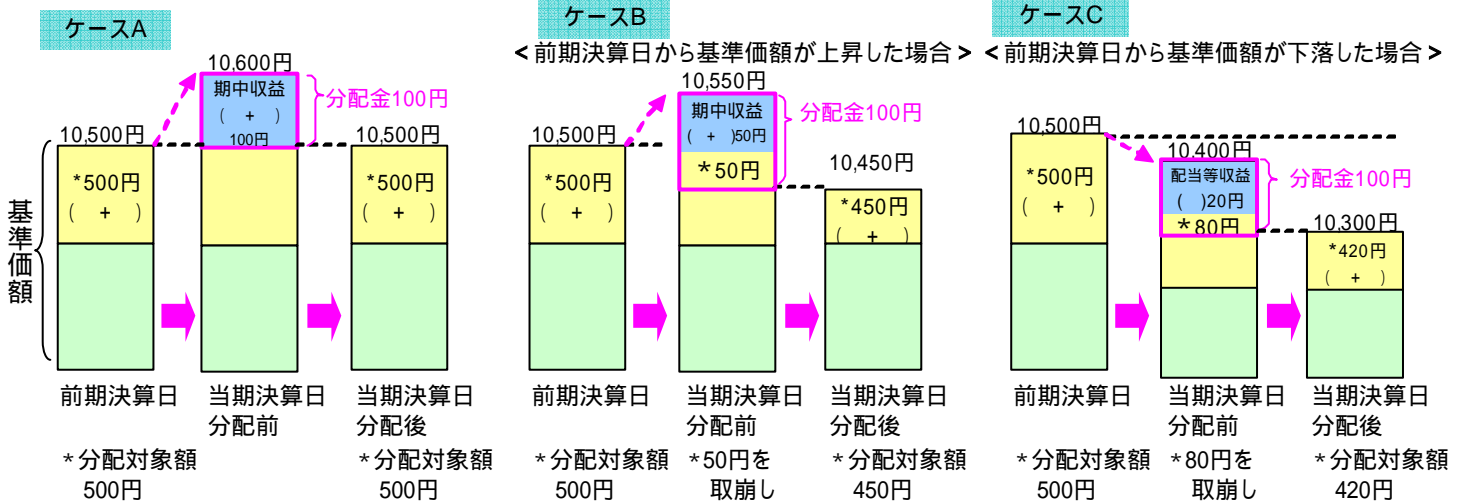 ケースA
10,600円
期中収益
( + )
100円
分配金100円
10,500円
10,500円
*500円
( + )
*500円
( + )
基準価額
前期決算日
当期決算日
分配前
当期決算日
分配後
*分配対象額
500円
*分配対象額
500円
ケースB
<前期決算日から基準価額が上昇した場合>
10,550円
期中収益
( + )50円
*50円
分配金100円
10,500円
10,450円
*500円
( + )
*450円
( + )
前期決算日
当期決算日
分配前
当期決算日
分配後
*分配対象額
500円
*50円を
取崩し
*分配対象額
450円
ケースC
<前期決算日から基準価額が下落した場合>
10,500円
10,400円
配当等収益
( )20円
*80円
分配金100円
10,300円
*500円
( + )
*420円
( + )
前期決算日
当期決算日
分配前
当期決算日
分配後
*分配対象額
500円
*80円を
取崩し
*分配対象額
420円